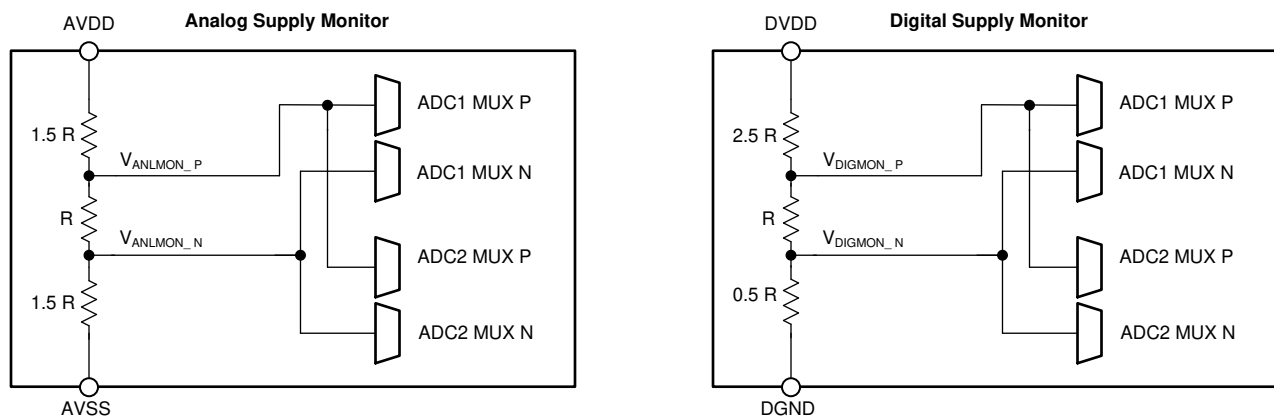 AVDD
Analog Supply Monitor
1.5 R
V_ANLMON_P
ADC1 MUX P
ADC1 MUX N
R
V_ANLMON_N
ADC2 MUX P
1.5 R
ADC2 MUX N
AVSS
DVDD
Digital Supply Monitor
2.5 R
V_DIGMON_P
ADC1 MUX P
ADC1 MUX N
R
V_DIGMON_N
ADC2 MUX P
0.5 R
ADC2 MUX N
DGND